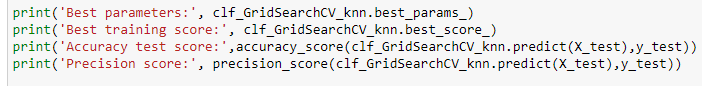 print('Best parameters:', clf_GridSearchCV_knn.best_params_)
print('Best training score:', clf_GridSearchCV_knn.best_score_)
print('Accuracy test score:',accuracy_score(clf_GridSearchCV_knn.predict(X_test),y_test))
print('Precision score:', precision_score(clf_GridSearchCV_knn.predict(X_test),y_test))